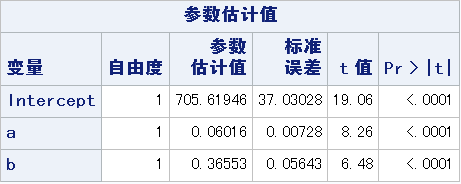 参数估计值
变量 自由度 参数估计值 标准误差 t 值 Pr > |t|
Intercept 1 705.61946 37.03028 19.06 <.0001
a 1 0.06016 0.00728 8.26 <.0001
b 1 0.36553 0.05643 6.48 <.0001